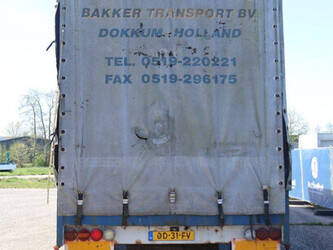 BAKKER TRANSPORT BV
DOKKUM HOLLAND
TEL. 0519-220221
FAX 0519-296175
OD-31-FV